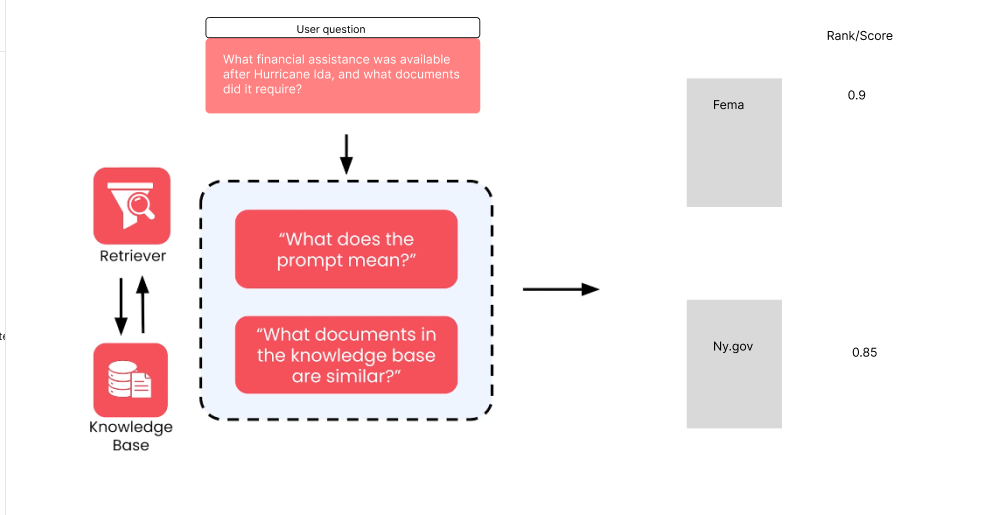 User question
What financial assistance was available
after Hurricane Ida, and what documents
did it require?
Rank/Score
Fema
0.9
Retriever
“What does the
prompt mean?”
“What documents in
the knowledge base
are similar?”
Ny.gov
0.85
Knowledge
Base